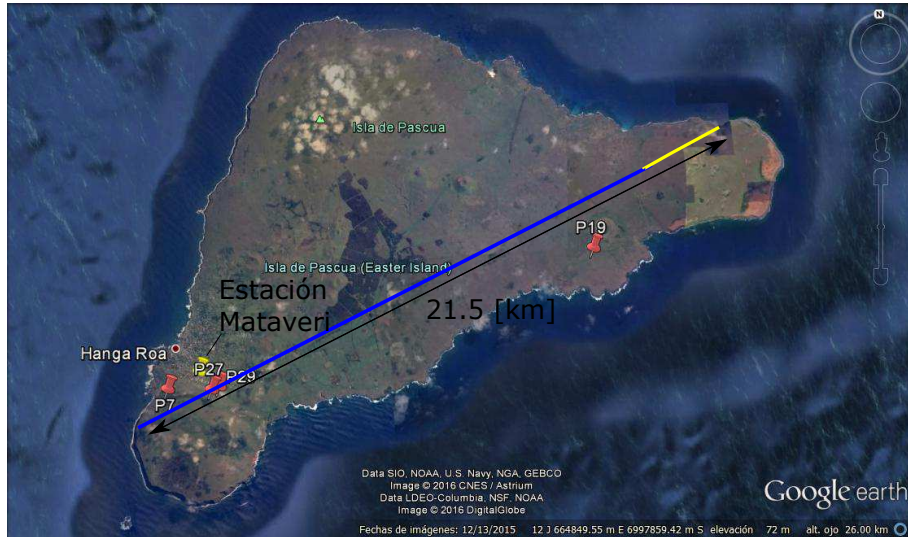 N
Isla de Pascua
P19
Isla de Pascua (Easter Island)
Estación
Mataveri
21.5 [km]
Hanga Roa
P27
P29
P7
Data SIO, NOAA, U.S. Navy, NGA, GEBCO
Image © 2016 CNES / Astrium
Data LDEO-Columbia, NSF, NOAA
Image © 2016 DigitalGlobe
Google earth
Fechas de imágenes: 12/13/2015 12 J 664849.55 m E 6997859.42 m S elevación 72 m alt. ojo 26.00 km